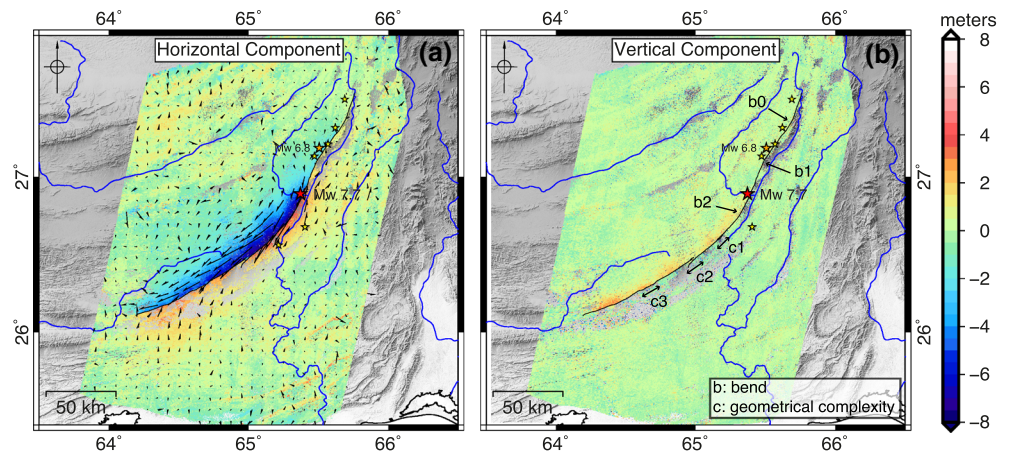 64° 65° 66° 64° 65° 66° meters
Horizontal Component (a) Vertical Component (b)
8
6
4
2
0
−2
−4
−6
−8
b0
Mw 6.8 Mw 6.8
b1
27° 27°
Mw 7.7 Mw 7.7
b2
c1
c2
c3
26° 26°
b: bend
c: geometrical complexity
50 km 50 km
64° 65° 66° 64° 65° 66°